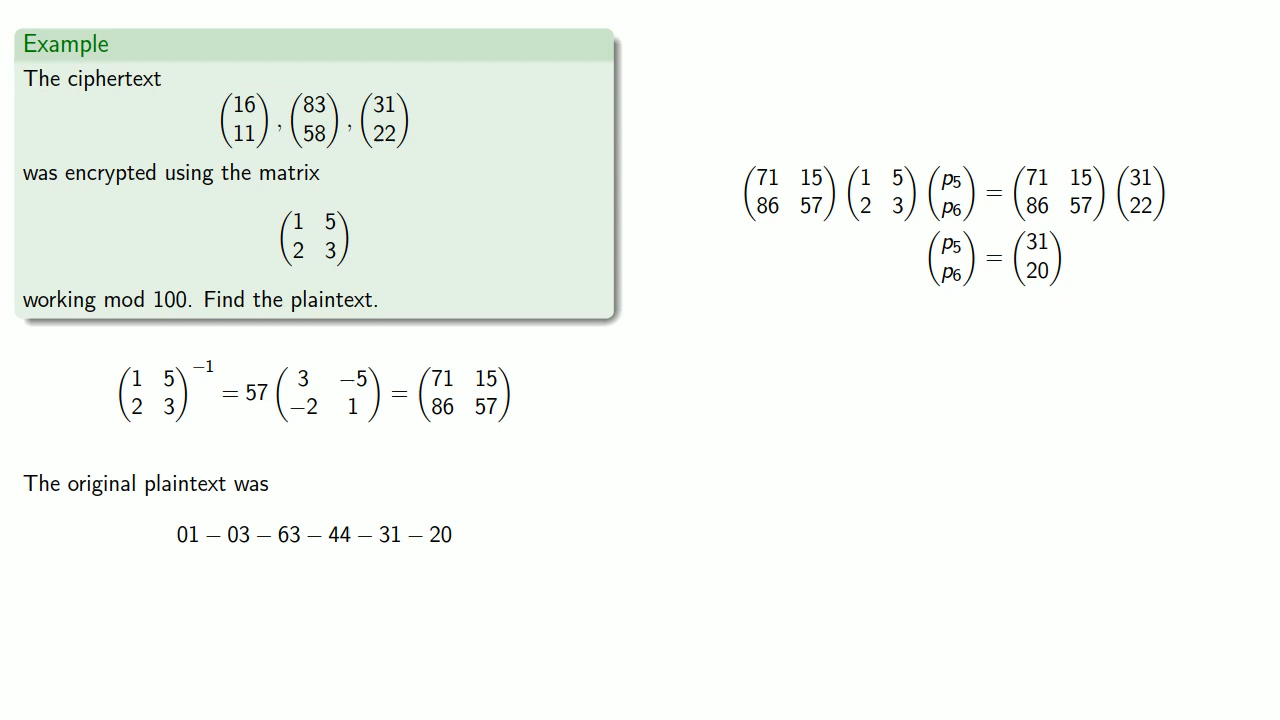 Example
The ciphertext
(16 11), (83 58), (31 22)
was encrypted using the matrix
(1 5
2 3)
working mod 100. Find the plaintext.
(1 5 2 3)⁻¹ = 57 (3 −5 −2 1) = (71 15 86 57)
The original plaintext was
01 − 03 − 63 − 44 − 31 − 20
(71 15 86 57) (1 5 2 3) (p₅ p₆) = (71 15 86 57) (31 22)
(p₅ p₆) = (31 20)